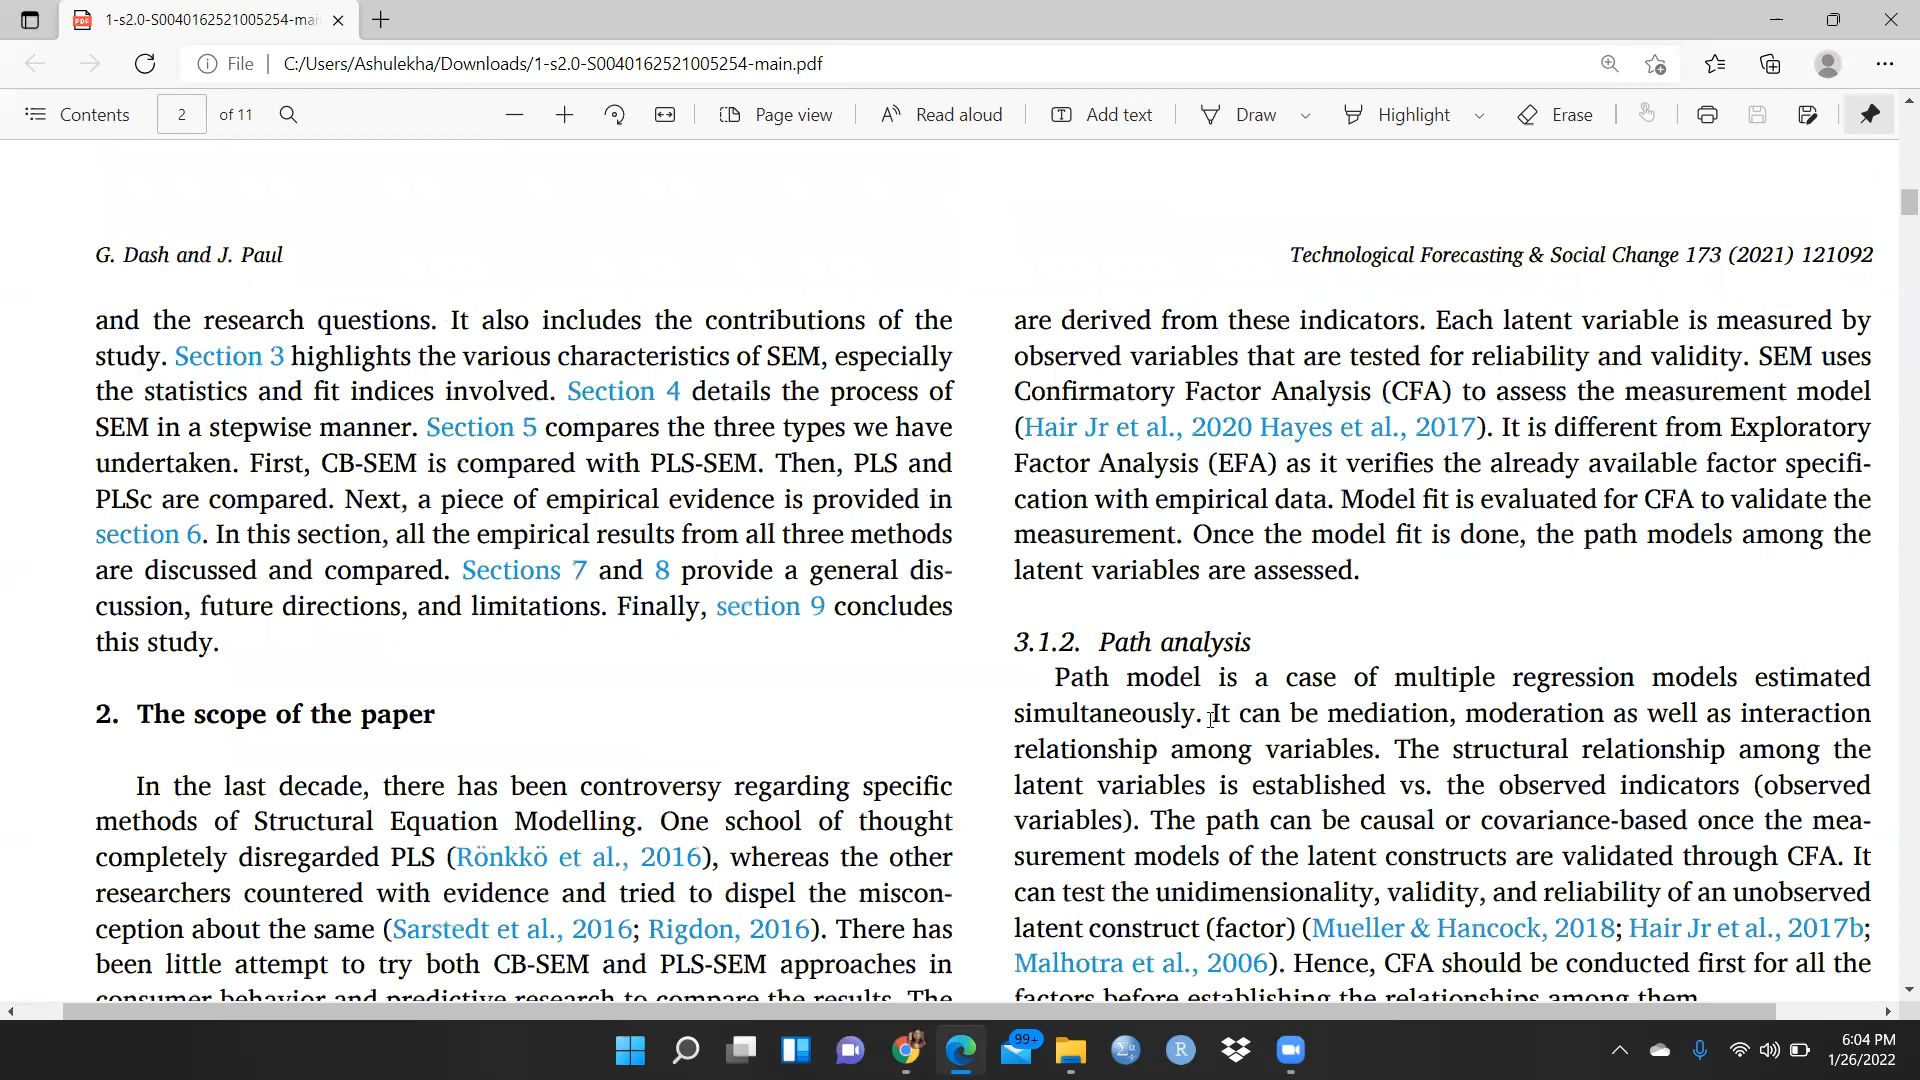 1-s2.0-S0040162521005254-mai
File
C:/Users/Ashulekha/Downloads/1-s2.0-S0040162521005254-main.pdf
Contents
2
of 11
Page view
Read aloud
Add text
Draw
Highlight
Erase
G. Dash and J. Paul
Technological Forecasting & Social Change 173 (2021) 121092
and the research questions. It also includes the contributions of the
study. Section 3 highlights the various characteristics of SEM, especially
the statistics and fit indices involved. Section 4 details the process of
SEM in a stepwise manner. Section 5 compares the three types we have
undertaken. First, CB-SEM is compared with PLS-SEM. Then, PLS and
PLSc are compared. Next, a piece of empirical evidence is provided in
section 6. In this section, all the empirical results from all three methods
are discussed and compared. Sections 7 and 8 provide a general dis-
cussion, future directions, and limitations. Finally, section 9 concludes
this study.
2. The scope of the paper
In the last decade, there has been controversy regarding specific
methods of Structural Equation Modelling. One school of thought
completely disregarded PLS (Rönkkö et al., 2016), whereas the other
researchers countered with evidence and tried to dispel the miscon-
ception about the same (Sarstedt et al., 2016; Rigdon, 2016). There has
been little attempt to try both CB-SEM and PLS-SEM approaches in
consumer behavior and predictive research to compare the results. The
are derived from these indicators. Each latent variable is measured by
observed variables that are tested for reliability and validity. SEM uses
Confirmatory Factor Analysis (CFA) to assess the measurement model
(Hair Jr et al., 2020 Hayes et al., 2017). It is different from Exploratory
Factor Analysis (EFA) as it verifies the already available factor specifi-
cation with empirical data. Model fit is evaluated for CFA to validate the
measurement. Once the model fit is done, the path models among the
latent variables are assessed.
3.1.2. Path analysis
Path model is a case of multiple regression models estimated
simultaneously. It can be mediation, moderation as well as interaction
relationship among variables. The structural relationship among the
latent variables is established vs. the observed indicators (observed
variables). The path can be causal or covariance-based once the mea-
surement models of the latent constructs are validated through CFA. It
can test the unidimensionality, validity, and reliability of an unobserved
latent construct (factor) (Mueller & Hancock, 2018; Hair Jr et al., 2017b;
Malhotra et al., 2006). Hence, CFA should be conducted first for all the
factors before establishing the relationships among them.
99+
R
6:04 PM
1/26/2022